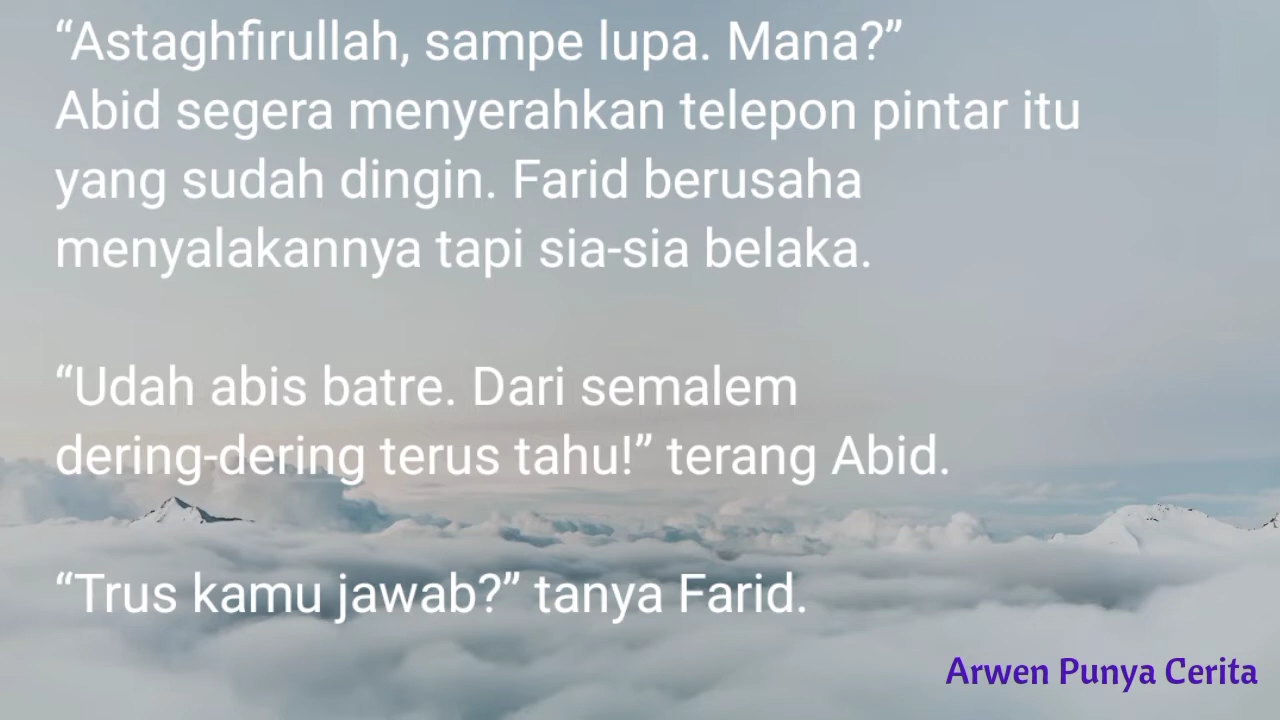 “Astaghfirullah, sampe lupa. Mana?”
Abid segera menyerahkan telepon pintar itu
yang sudah dingin. Farid berusaha
menyalakannya tapi sia-sia belaka.
“Udah abis batre. Dari semalem
dering-dering terus tahu!” terang Abid.
“Trus kamu jawab?” tanya Farid.
Arwen Punya Cerita